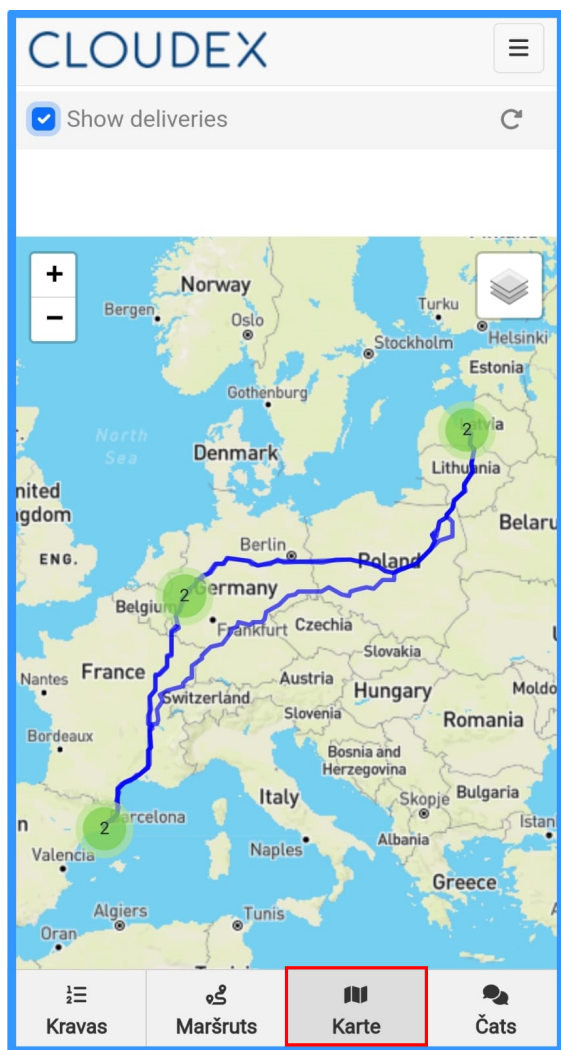 CLOUDEX
Show deliveries
+
−
Norway
Bergen
Oslo
Turku
Helsinki
Stockholm
Estonia
Gothenburg
North
Sea
Denmark
2
Latvia
Lithuania
nited
gdom
Belaru
ENG.
Berlin
Poland
2
Germany
Belgium
Frankfurt
Czechia
Slovakia
Nantes
France
Austria
Switzerland
Hungary
Moldo
Slovenia
Romania
Bordeaux
Bosnia and
Herzegovina
Italy
Skopje
Bulgaria
n
2
arcelona
Istan
Valencia
Naples
Albania
Greece
Algiers
Tunis
Oran
Kravas
Maršruts
Karte
Čats